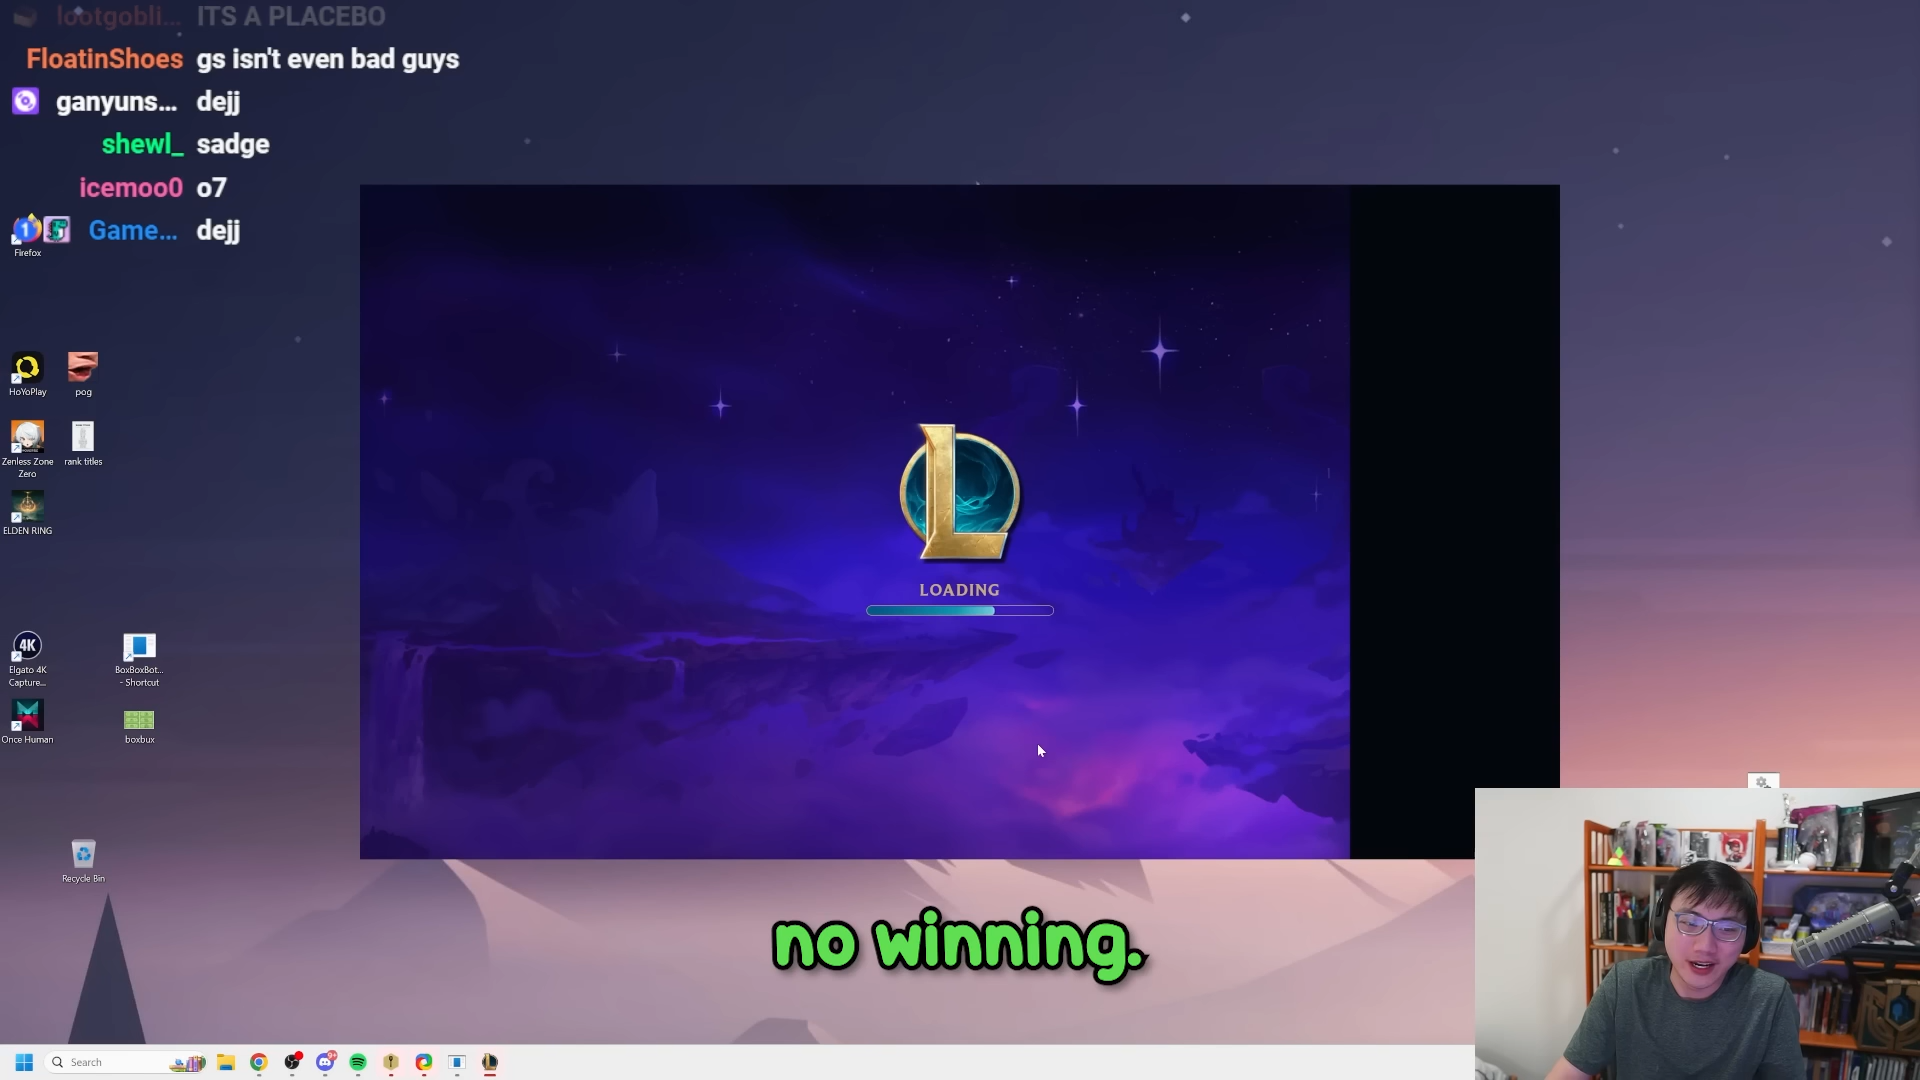 lootgobli... ITS A PLACEBO
FloatinShoes gs isn't even bad guys
ganyuns... dejj
shewl_ sadge
icemoo0 o7
Game... dejj
Firefox
HoYoPlay
pog
Zenless Zone
Zero
rank titles
ELDEN RING
LOADING
Elgato 4K
Capture...
BoxBoxBot...
- Shortcut
Once Human
boxbux
Recycle Bin
no winning.
Search